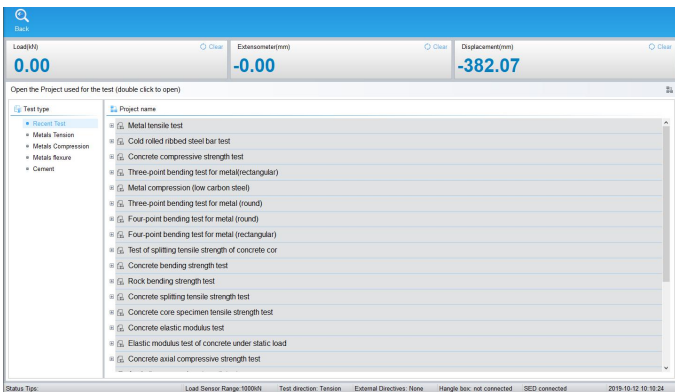 Back
Load(kN) Clear Extensometer(mm) Clear Displacement(mm) Clear
0.00 -0.00 -382.07
Open the Project used for the test (double click to open)
Test type
Recent Test
Metals Tension
Metals Compression
Metals flexure
Cement
Project name
Metal tensile test
Cold rolled ribbed steel bar test
Concrete compressive strength test
Three-point bending test for metal(rectangular)
Metal compression (low carbon steel)
Three-point bending test for metal (round)
Four-point bending test for metal (round)
Four-point bending test for metal (rectangular)
Test of splitting tensile strength of concrete cor
Concrete bending strength test
Rock bending strength test
Concrete splitting tensile strength test
Concrete core specimen tensile strength test
Concrete elastic modulus test
Elastic modulus test of concrete under static load
Concrete axial compressive strength test
Status Tips: Load Sensor Range:1000kN Test direction: Tension External Directives: None Hangle box: not connected SED connected 2019-10-12 10:10:24